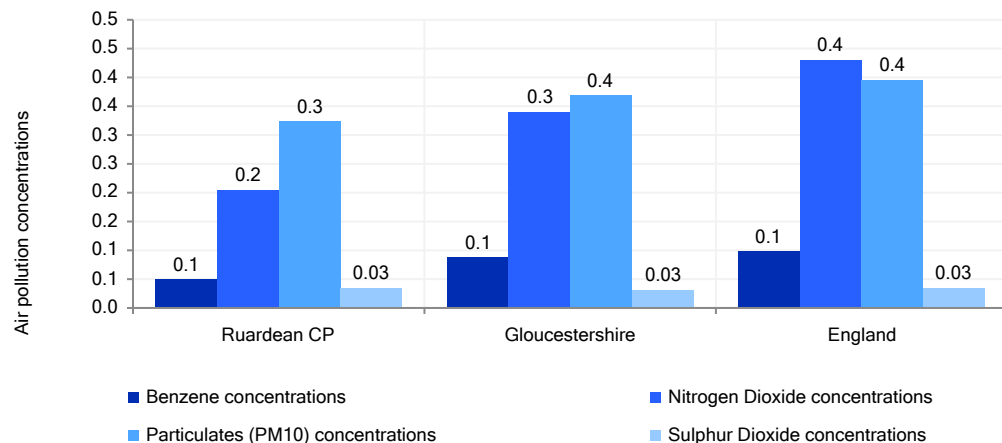 Air pollution concentrations
0.5
0.5
0.4
0.4
0.3
0.3
0.2
0.2
0.1
0.1
0.0
0.1
0.2
0.3
0.03
0.1
0.3
0.4
0.03
0.1
0.4
0.4
0.03
Ruardean CP
Gloucestershire
England
Benzene concentrations
Nitrogen Dioxide concentrations
Particulates (PM10) concentrations
Sulphur Dioxide concentrations